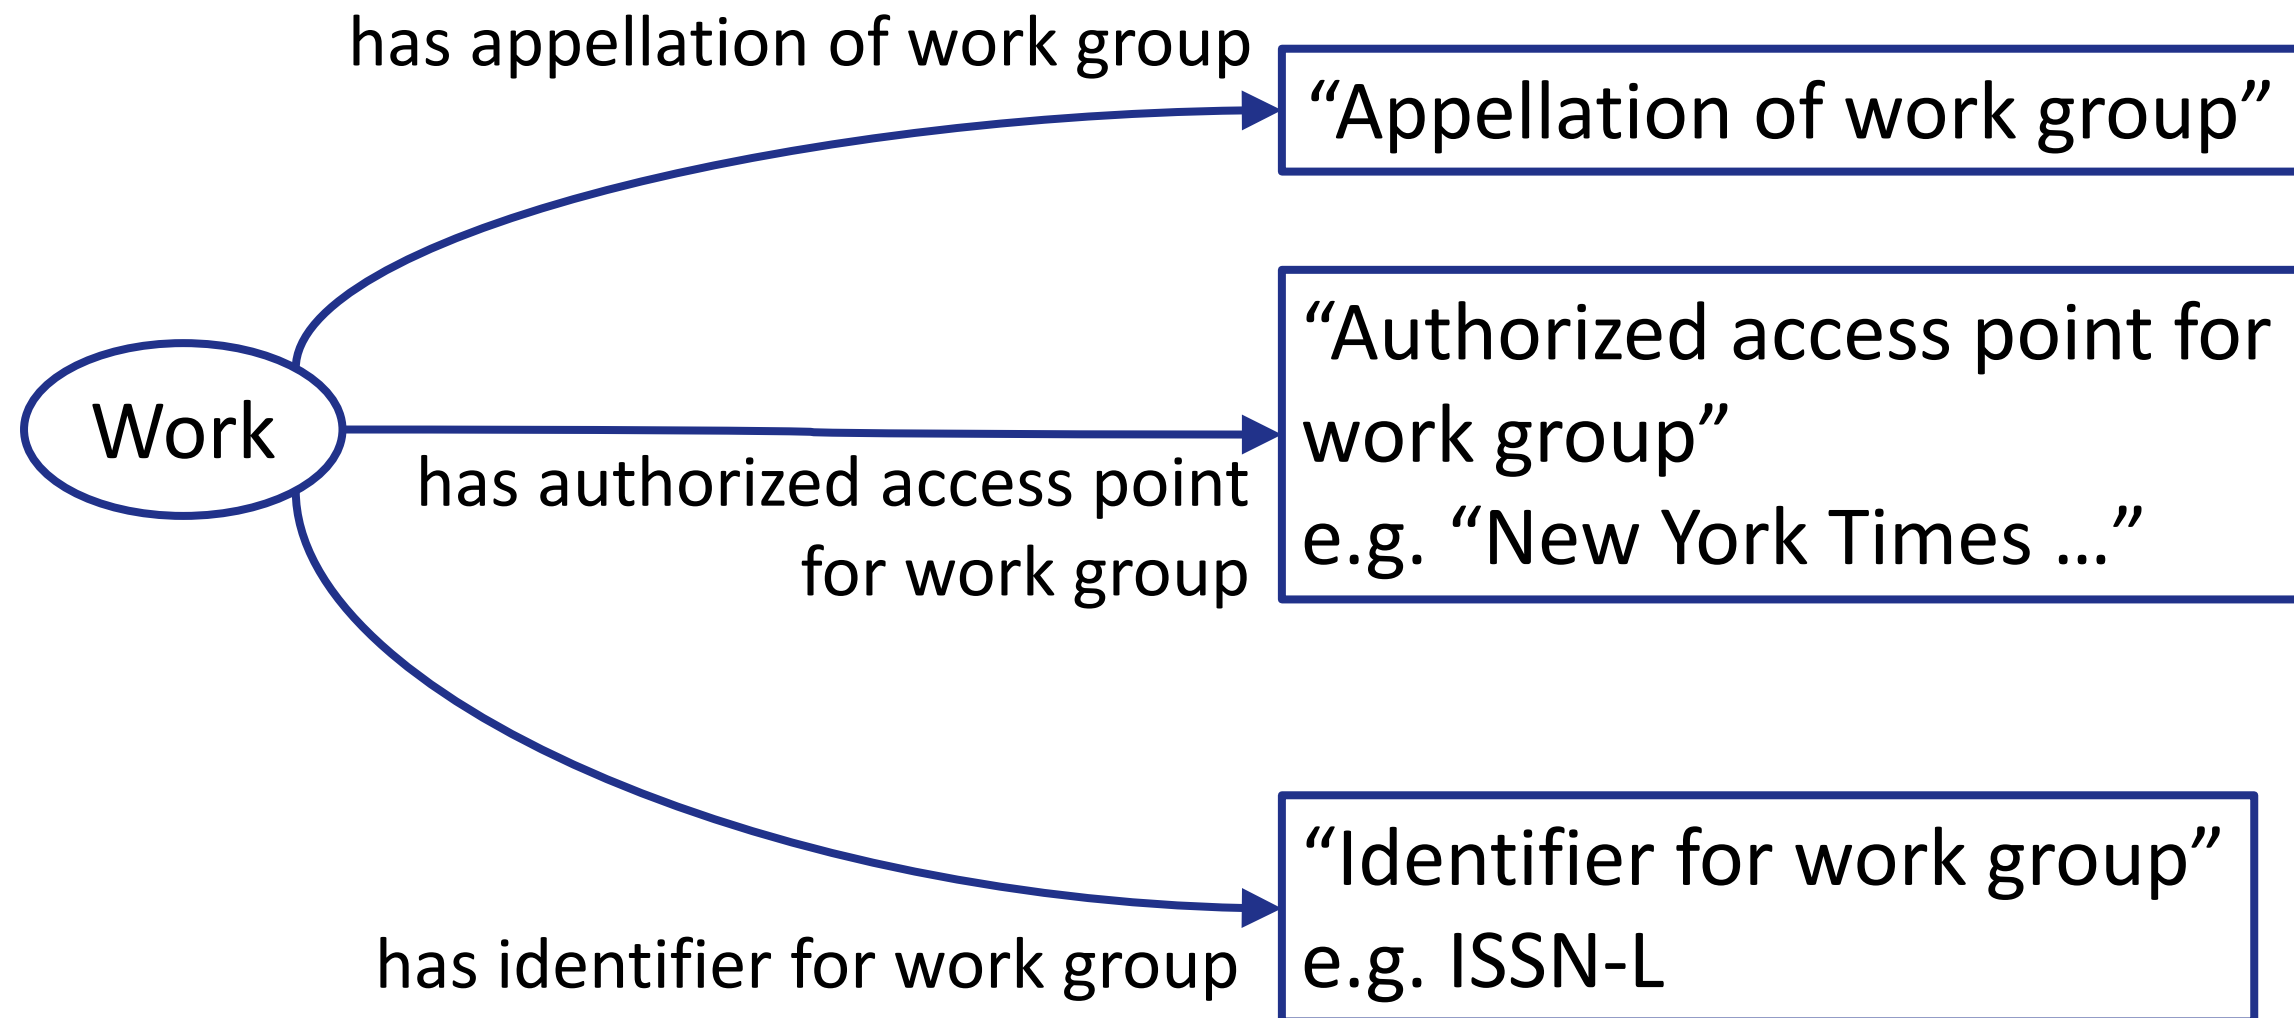 has appellation of work group
“Appellation of work group”
Work
has authorized access point
for work group
“Authorized access point for
work group”
e.g. “New York Times ...”
has identifier for work group
“Identifier for work group”
e.g. ISSN-L